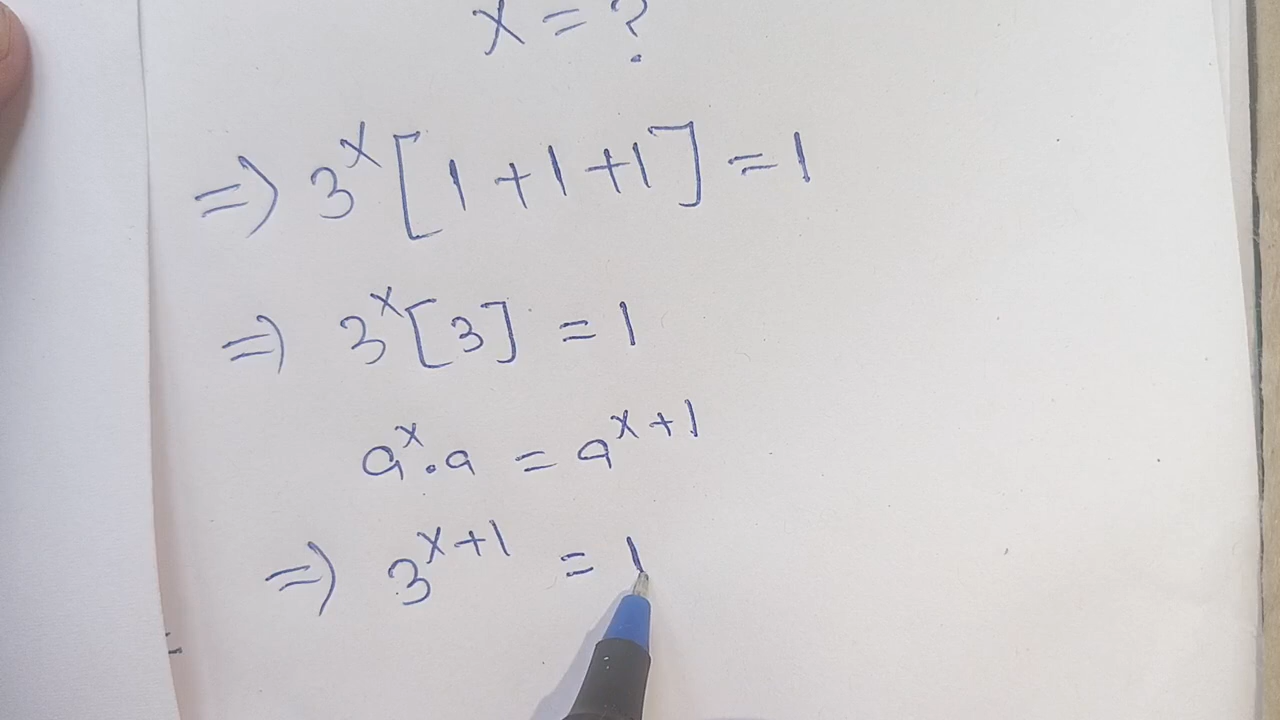 x = ?
⇒ 3^x [1 + 1 + 1] = 1
⇒ 3^x [3] = 1
a^x . a = a^{x+1}
⇒ 3^{x+1} = 1